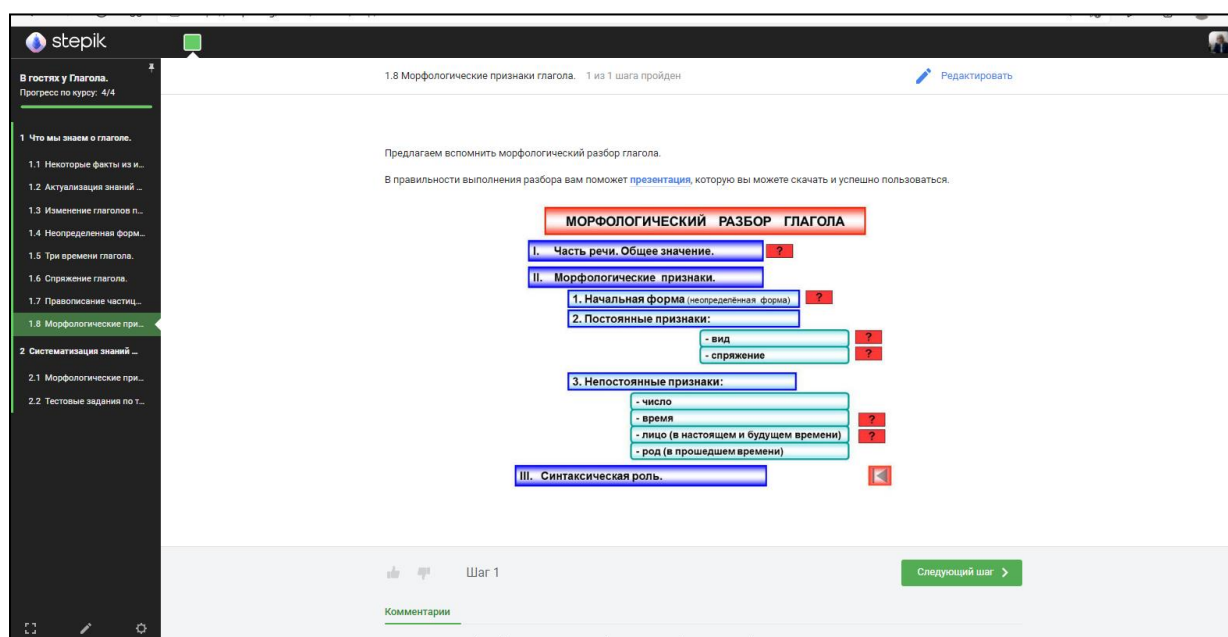 stepik
В гостях у Глагола.
Прогресс по курсу: 4/4
1 Что мы знаем о глаголе.
1.1 Некоторые факты из и...
1.2 Актуализация знаний ...
1.3 Изменение глаголов п...
1.4 Неопределенная форм...
1.5 Три времени глагола.
1.6 Спряжение глагола.
1.7 Правописание частиц...
1.8 Морфологические при...
2 Систематизация знаний ...
2.1 Морфологические при...
2.2 Тестовые задания по т...
1.8 Морфологические признаки глагола. 1 из 1 шага пройден
Редактировать
Предлагаем вспомнить морфологический разбор глагола.
В правильности выполнения разбора вам поможет презентация, которую вы можете скачать и успешно пользоваться.
МОРФОЛОГИЧЕСКИЙ РАЗБОР ГЛАГОЛА
I. Часть речи. Общее значение. ?
II. Морфологические признаки.
1. Начальная форма (неопределённая форма) ?
2. Постоянные признаки:
- вид ?
- спряжение ?
3. Непостоянные признаки:
- число
- время ?
- лицо (в настоящем и будущем времени) ?
- род (в прошедшем времени)
III. Синтаксическая роль.
Шаг 1
Следующий шаг
Комментарии